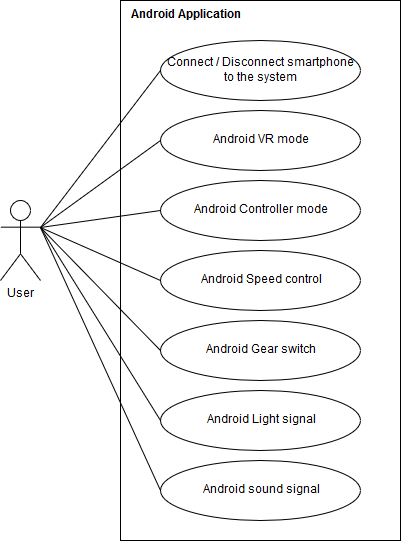 Android Application
Connect / Disconnect smartphone
to the system
Android VR mode
Android Controller mode
Android Speed control
User
Android Gear switch
Android Light signal
Android sound signal